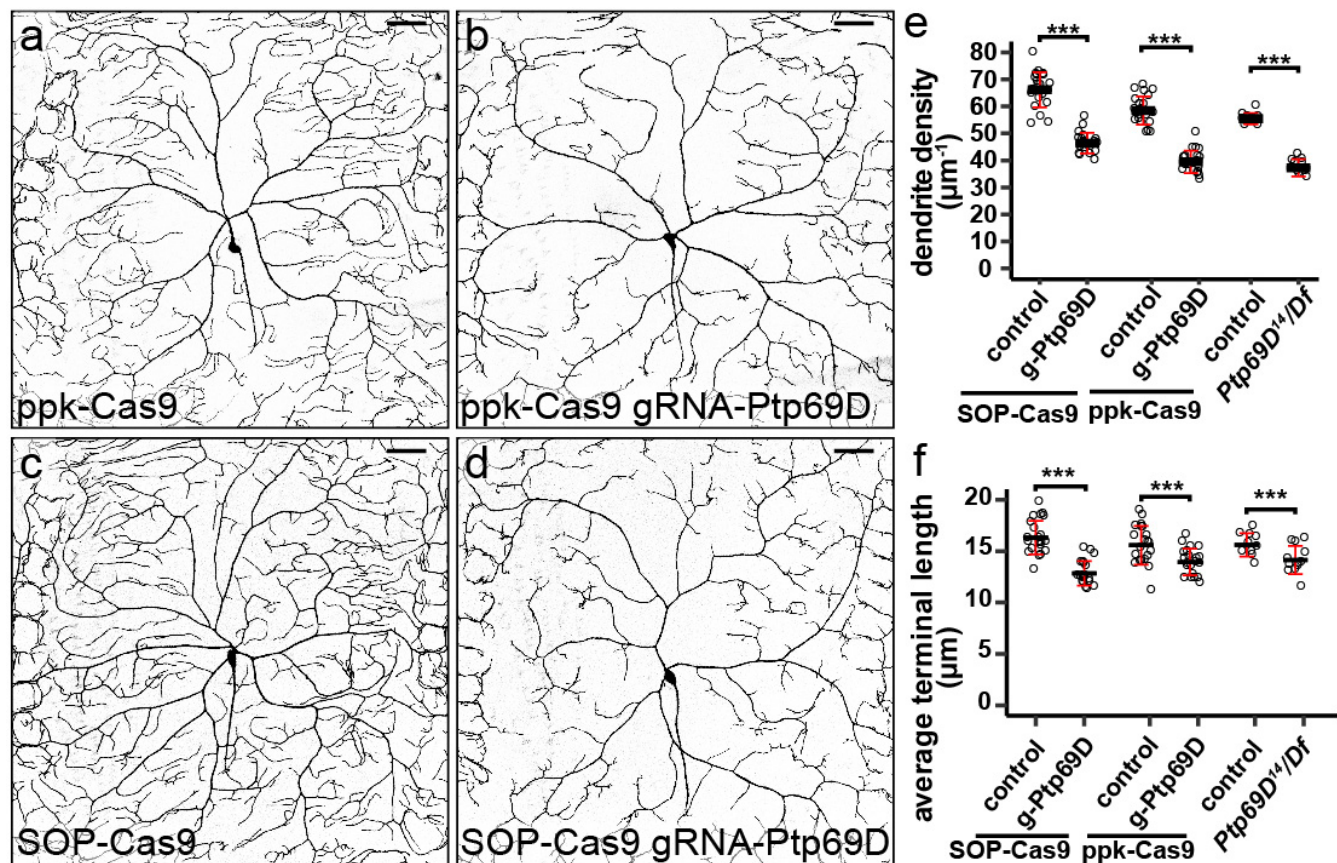 a
ppk-Cas9
b
ppk-Cas9 gRNA-Ptp69D
c
SOP-Cas9
d
SOP-Cas9 gRNA-Ptp69D
e
*** *** ***
dendrite density
(µm⁻¹)
80
70
60
50
40
30
20
10
0
control
g-Ptp69D
control
g-Ptp69D
control
Ptp69D¹⁴/Df
SOP-Cas9
ppk-Cas9
f
*** *** ***
average terminal length
(µm)
20
15
10
5
0
control
g-Ptp69D
control
g-Ptp69D
control
Ptp69D¹⁴/Df
SOP-Cas9
ppk-Cas9